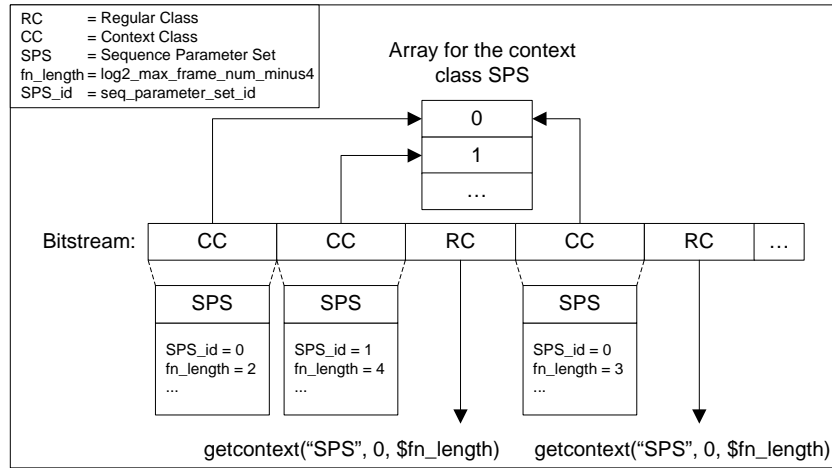 RC = Regular Class
CC = Context Class
SPS = Sequence Parameter Set
fn_length = log2_max_frame_num_minus4
SPS_id = seq_parameter_set_id
Array for the context
class SPS
0
1
...
Bitstream: CC CC RC CC RC ...
SPS SPS SPS
SPS_id = 0 SPS_id = 1 SPS_id = 0
fn_length = 2 fn_length = 4 fn_length = 3
... ... ...
getcontext(“SPS”, 0, $fn_length) getcontext(“SPS”, 0, $fn_length)